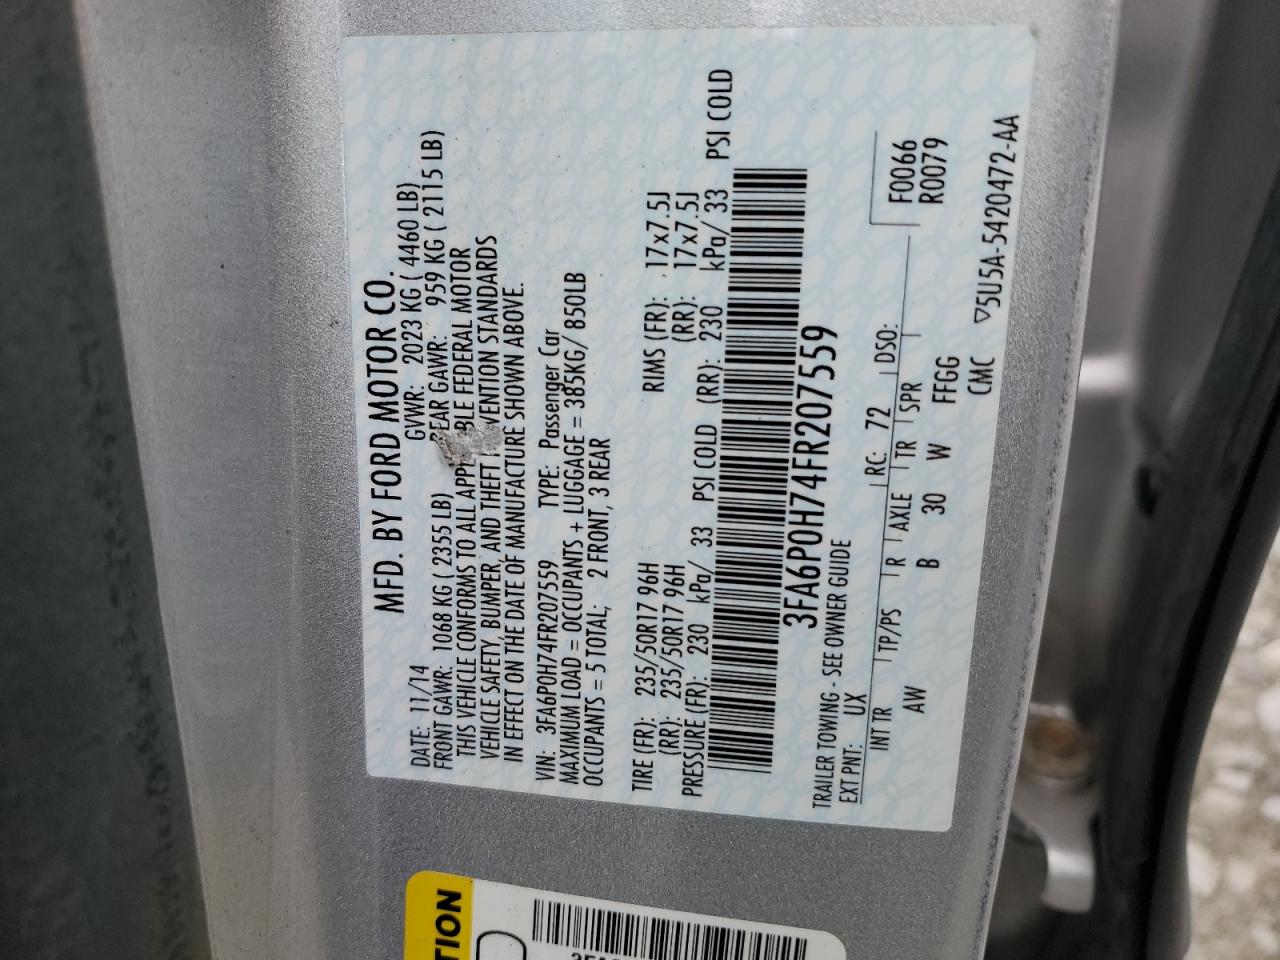 MFD. BY FORD MOTOR CO.
DATE: 11/14 GVWR: 2023 KG ( 4460 LB)
FRONT GAWR: 1068 KG ( 2355 LB) REAR GAWR: 959 KG ( 2115 LB)
THIS VEHICLE CONFORMS TO ALL APPL BLE FEDERAL MOTOR
VEHICLE SAFETY, BUMPER, AND THEFT VENTION STANDARDS
IN EFFECT ON THE DATE OF MANUFACTURE SHOWN ABOVE.
VIN: 3FA6P0H74FR207559 TYPE: Passenger Car
MAXIMUM LOAD = OCCUPANTS + LUGGAGE = 385KG/ 850LB
OCCUPANTS = 5 TOTAL; 2 FRONT, 3 REAR
TIRE (FR): 235/50R17 96H RIMS (FR): 17x7.5J
(RR): 235/50R17 96H (RR): 17x7.5J
PRESSURE (FR): 230 kPa/ 33 PSI COLD (RR): 230 kPa/ 33 PSI COLD
3FA6P0H74FR207559
TRAILER TOWING - SEE OWNER GUIDE
EXT PNT: UX RC: 72 DSO:
INT TR TP/PS R AXLE TR SPR
AW B 30 W FFGG
F0066
R0079
CMC
▽5U5A-5420472-AA
TION